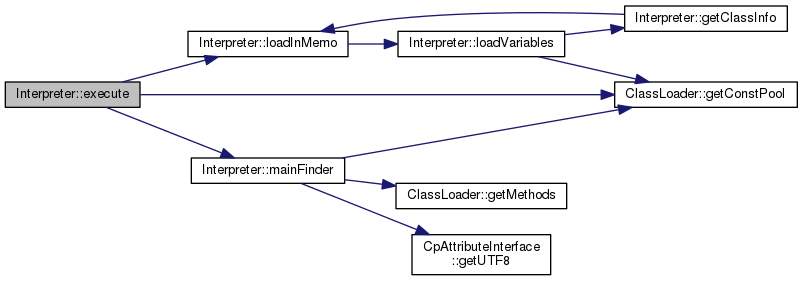 Interpreter::getClassInfo
Interpreter::loadInMemo
Interpreter::loadVariables
Interpreter::execute
ClassLoader::getConstPool
Interpreter::mainFinder
ClassLoader::getMethods
CpAttributeInterface
::getUTF8